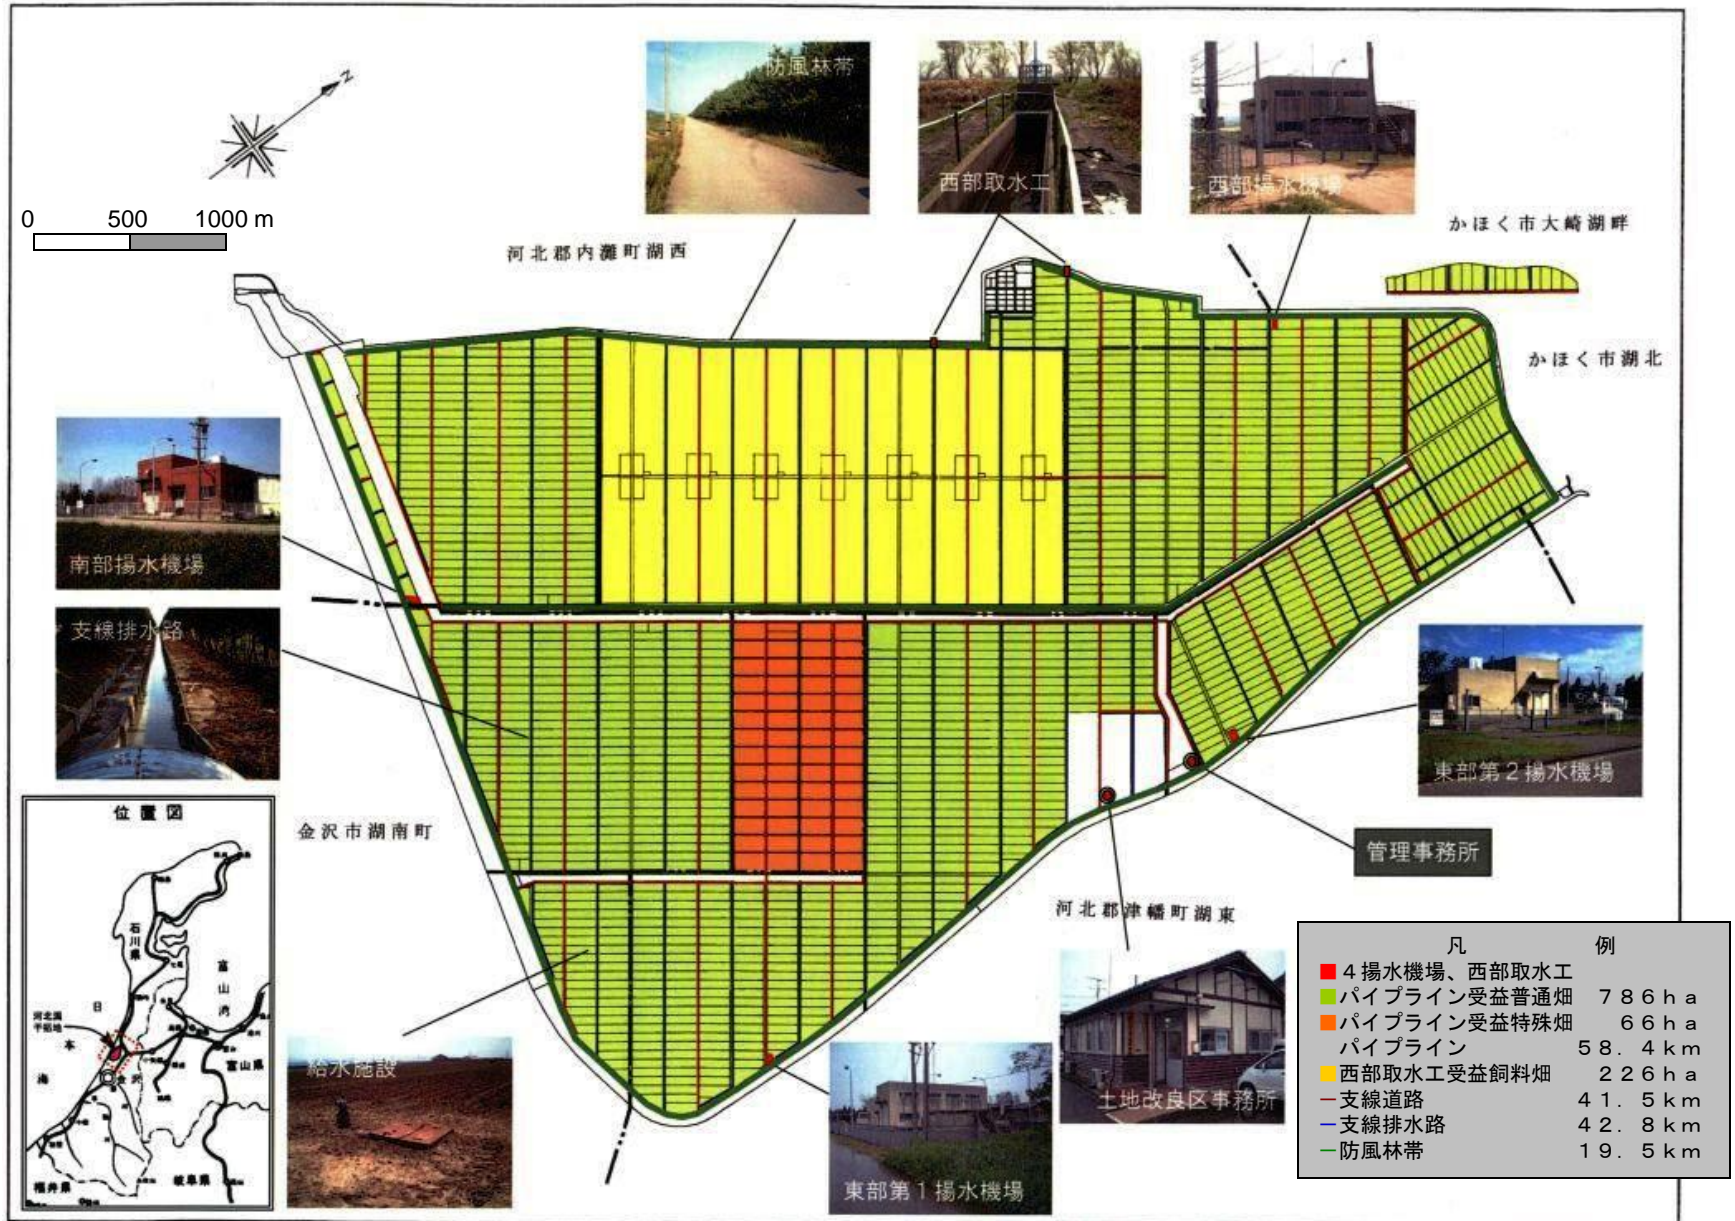 防風林帯
西部取水工
西部揚水機場
N
0 500 1000 m
河北郡内灘町湖西
かほく市大崎湖畔
かほく市湖北
南部揚水機場
支線排水路
東部第2揚水機場
管理事務所
金沢市湖南町
河北郡津幡町湖東
位置図
石川県
富山湾
日本海
河北潟
干拓地
金沢
富山県
福井県
岐阜県
給水施設
東部第1揚水機場
土地改良区事務所
凡例
4揚水機場、西部取水工
パイプライン受益普通畑 786ha
パイプライン受益特殊畑 66ha
パイプライン 58.4km
西部取水工受益飼料畑 226ha
支線道路 41.5km
支線排水路 42.8km
防風林帯 19.5km